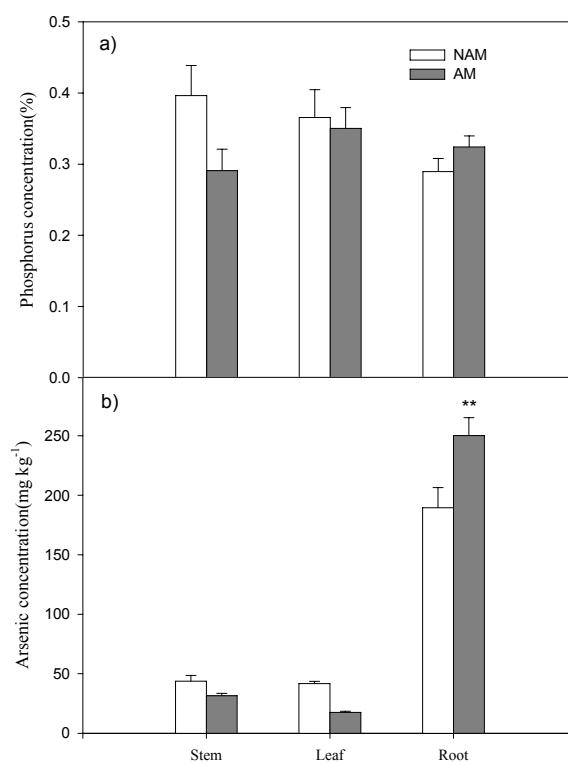 a)
NAM
AM
Phosphorus concentration(%)
0.5
0.4
0.3
0.2
0.1
0.0
b)
**
Arsenic concentration(mg kg⁻¹)
250
200
150
100
50
0
Stem Leaf Root